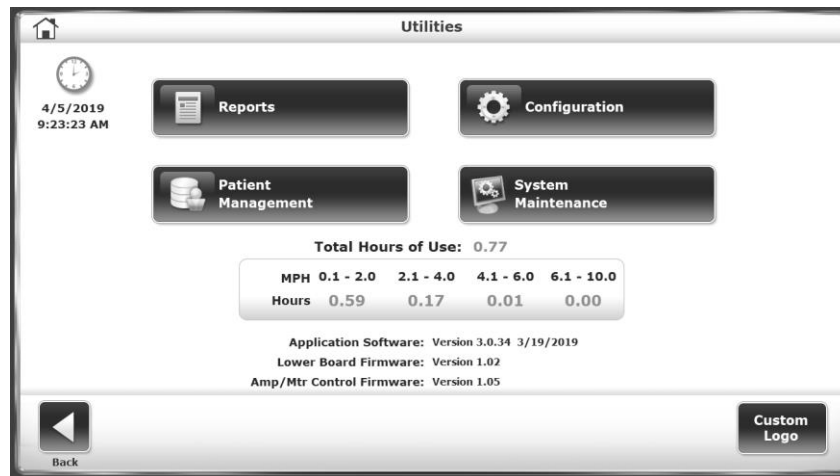 Utilities
4/5/2019
9:23:23 AM
Reports
Configuration
Patient
Management
System
Maintenance
Total Hours of Use: 0.77
MPH 0.1 - 2.0 2.1 - 4.0 4.1 - 6.0 6.1 - 10.0
Hours 0.59 0.17 0.01 0.00
Application Software: Version 3.0.34 3/19/2019
Lower Board Firmware: Version 1.02
Amp/Mtr Control Firmware: Version 1.05
Back
Custom
Logo